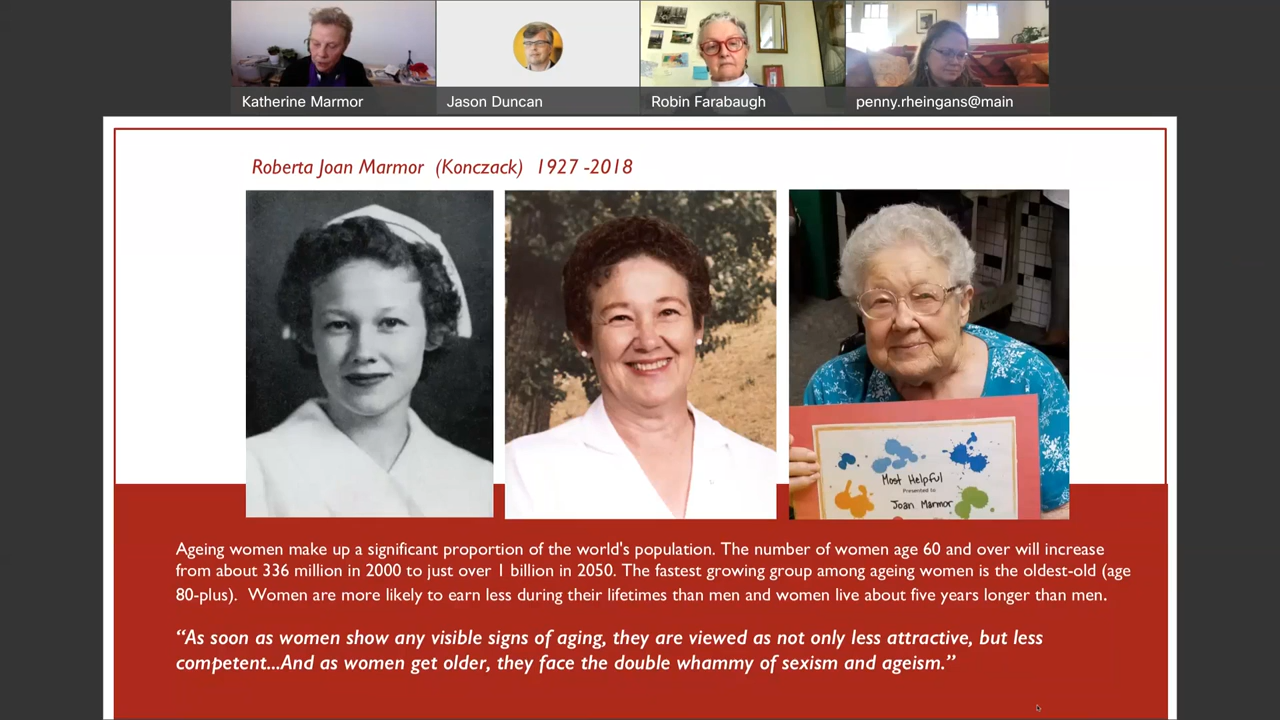 Katherine Marmor
Jason Duncan
Robin Farabaugh
penny.rheingans@main
Roberta Joan Marmor (Konczack) 1927 -2018
Most Helpful
Presented to
Joan Marmor
Ageing women make up a significant proportion of the world's population. The number of women age 60 and over will increase
from about 336 million in 2000 to just over 1 billion in 2050. The fastest growing group among ageing women is the oldest-old (age
80-plus). Women are more likely to earn less during their lifetimes than men and women live about five years longer than men.
“As soon as women show any visible signs of aging, they are viewed as not only less attractive, but less
competent...And as women get older, they face the double whammy of sexism and ageism.”